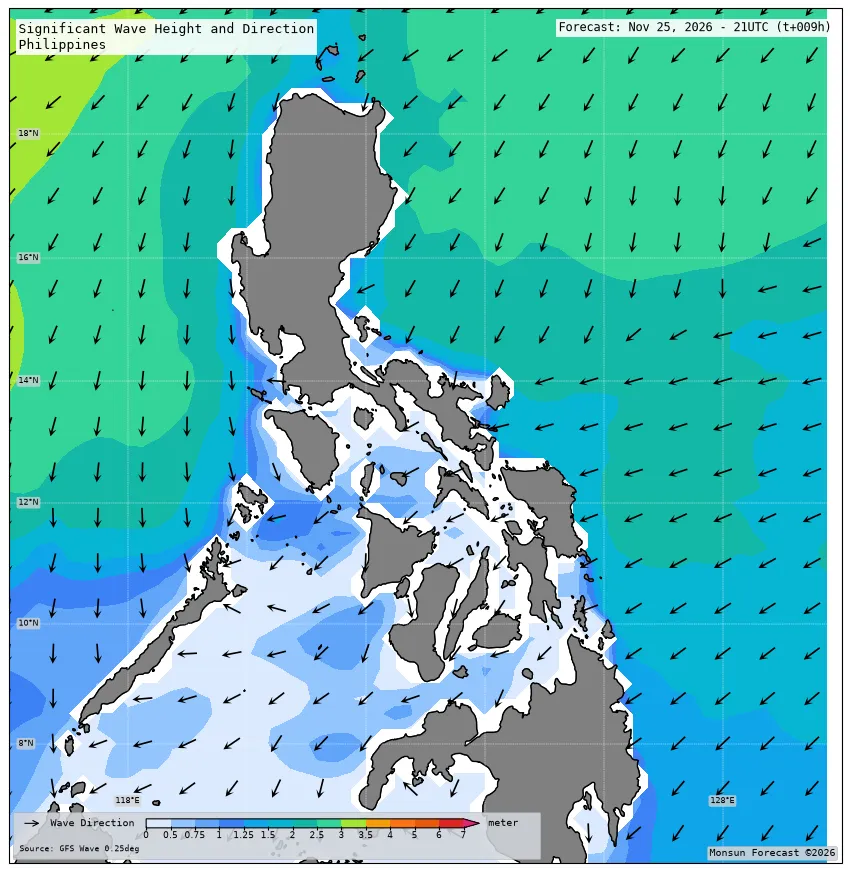 Significant Wave Height and Direction
Philippines
Forecast: Nov 25, 2026 - 21UTC (t+009h)
18°N
16°N
14°N
12°N
10°N
8°N
118°E
128°E
Wave Direction
0 0.5 0.75 1 1.25 1.5 2 2.5 3 3.5 4 5 6 7
meter
Source: GFS Wave 0.25deg
Monsun Forecast ©2026